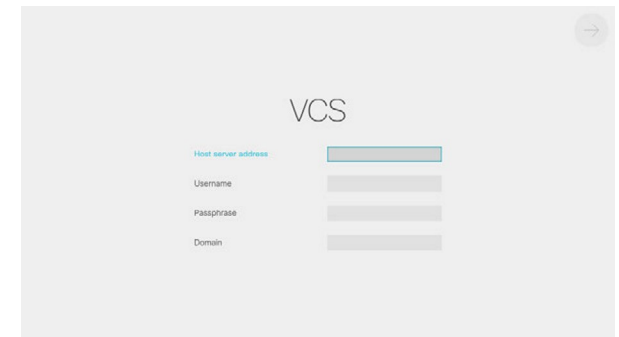 VCS
Host server address
Username
Passphrase
Domain